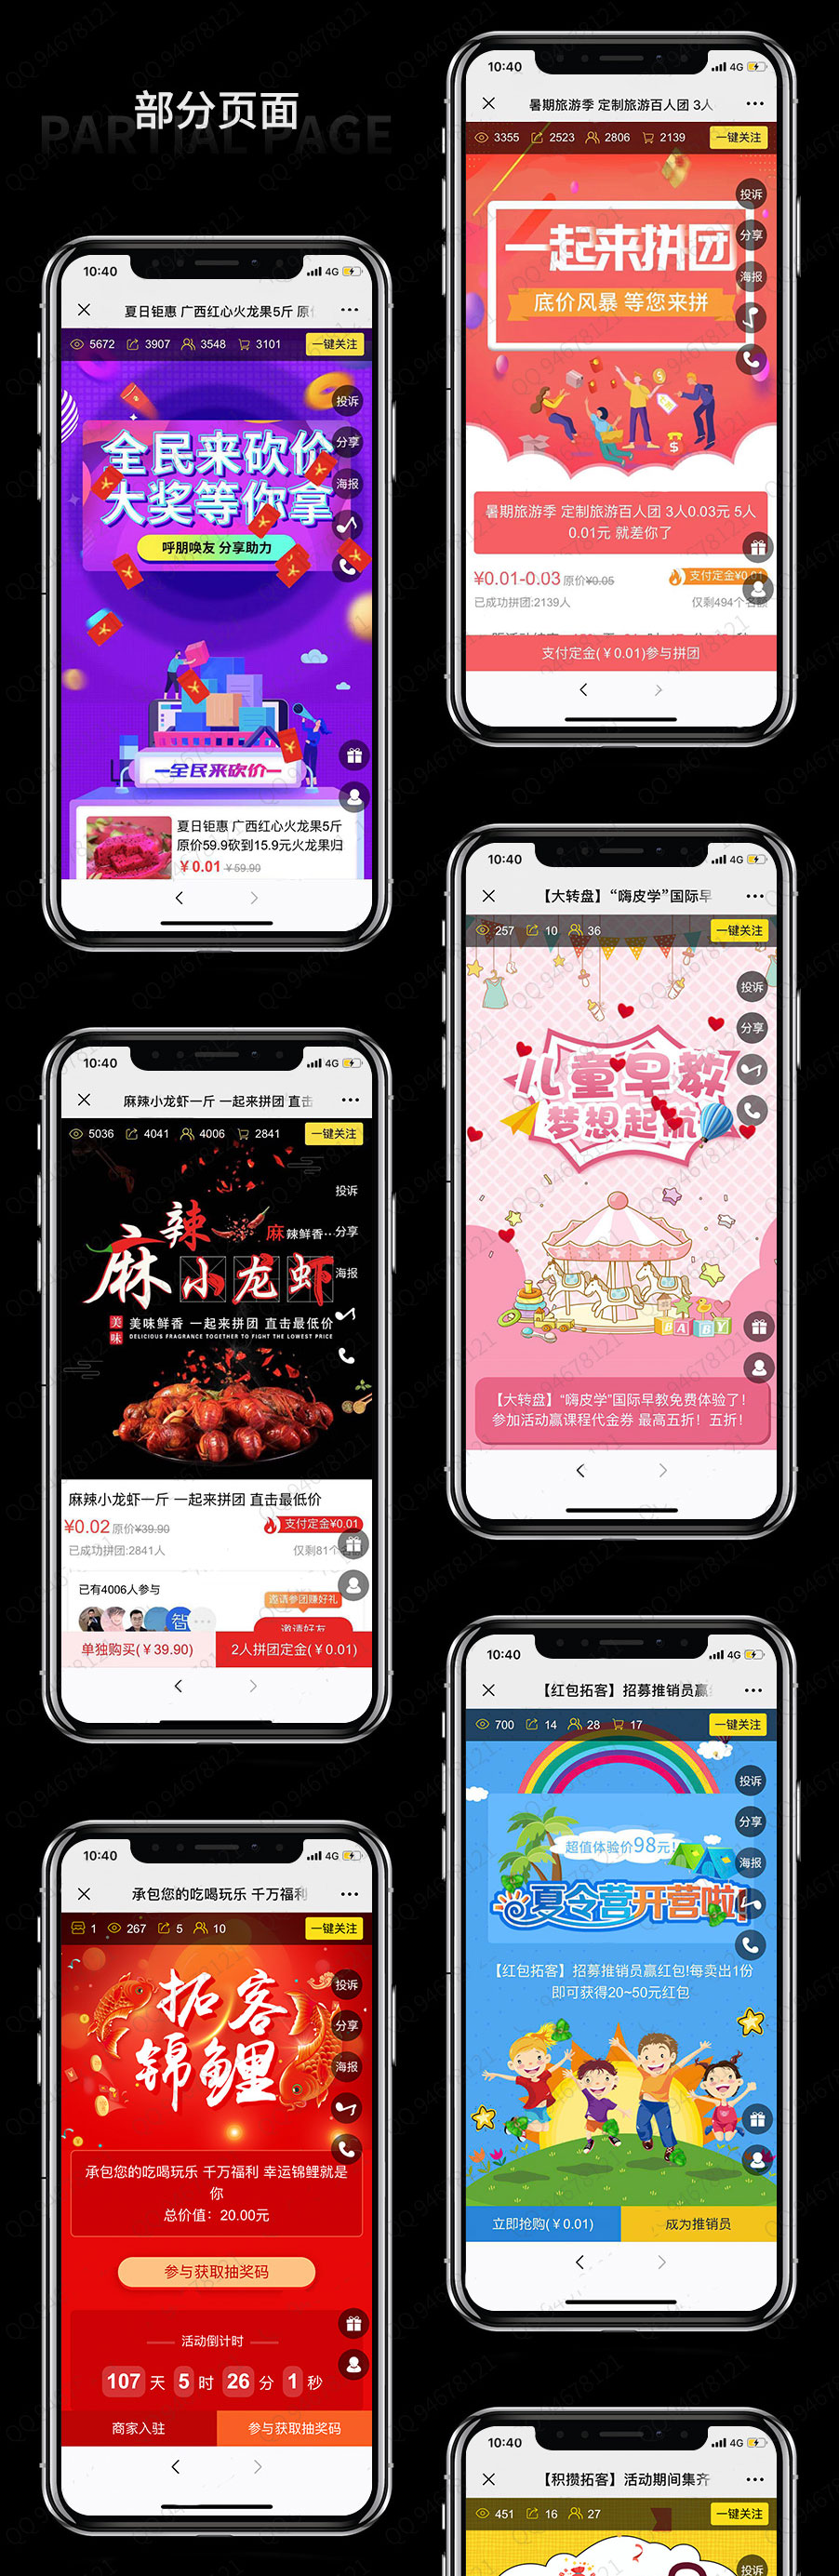 部分页面
PARTIAL PAGE
10:40
4G
夏日钜惠 广西红心火龙果5斤 原
5672 3907 3548 3101 一键关注
投诉
全民来砍价
分享
大奖等你拿
海报
呼朋唤友 分享助力
一全民来砍价一
夏日钜惠 广西红心火龙果5斤
原价59.9砍到15.9元火龙果归
¥0.01 ¥59.90
10:40
4G
麻辣小龙虾一斤 一起来拼团 直击
5036 4041 4006 2841 一键关注
投诉
麻辣小龙虾
麻辣鲜香
分享
海报
美味
美味鲜香 一起来拼团 直击最低价
DELICIOUS FRAGRANCE TOGETHER TO FIGHT THE LOWEST PRICE
麻辣小龙虾一斤 一起来拼团 直击最低价
¥0.02 原价¥39.90 支付定金¥0.01
已成功拼团:2841人 仅剩81个
已有4006人参与
邀请参团赚好礼
邀请好友
智
单独购买(¥39.90) 2人拼团定金(¥0.01)
10:40
4G
承包您的吃喝玩乐 千万福利
1 267 5 10 一键关注
投诉
拓客
分享
锦鲤
海报
承包您的吃喝玩乐 千万福利 幸运锦鲤就是
你
总价值：20.00元
参与获取抽奖码
活动倒计时
107 天 5 时 26 分 1 秒
商家入驻 参与获取抽奖码
10:40
4G
暑期旅游季 定制旅游百人团 3人
3355 2523 2806 2139 一键关注
投诉
一起来拼团
分享
海报
底价风暴 等您来拼
暑期旅游季 定制旅游百人团 3人0.03元 5人
0.01元 就差你了
¥0.01-0.03 原价¥0.05 支付定金¥0.01
已成功拼团:2139人 仅剩494个名额
支付定金(¥0.01)参与拼团
10:40
4G
【大转盘】“嗨皮学”国际早
257 10 36 一键关注
投诉
分享
儿童早教
梦想起航
BABY
【大转盘】“嗨皮学”国际早教免费体验了！
参加活动赢课程代金券 最高五折！五折！
10:40
4G
【红包拓客】招募推销员赢
700 14 28 17 一键关注
投诉
分享
超值体验价98元!
海报
夏令营开营啦!
【红包拓客】招募推销员赢红包!每卖出1份
即可获得20~50元红包
立即抢购(¥0.01) 成为推销员
10:40
4G
【积攒拓客】活动期间集齐
451 16 27 一键关注
投诉
QQ 94678121